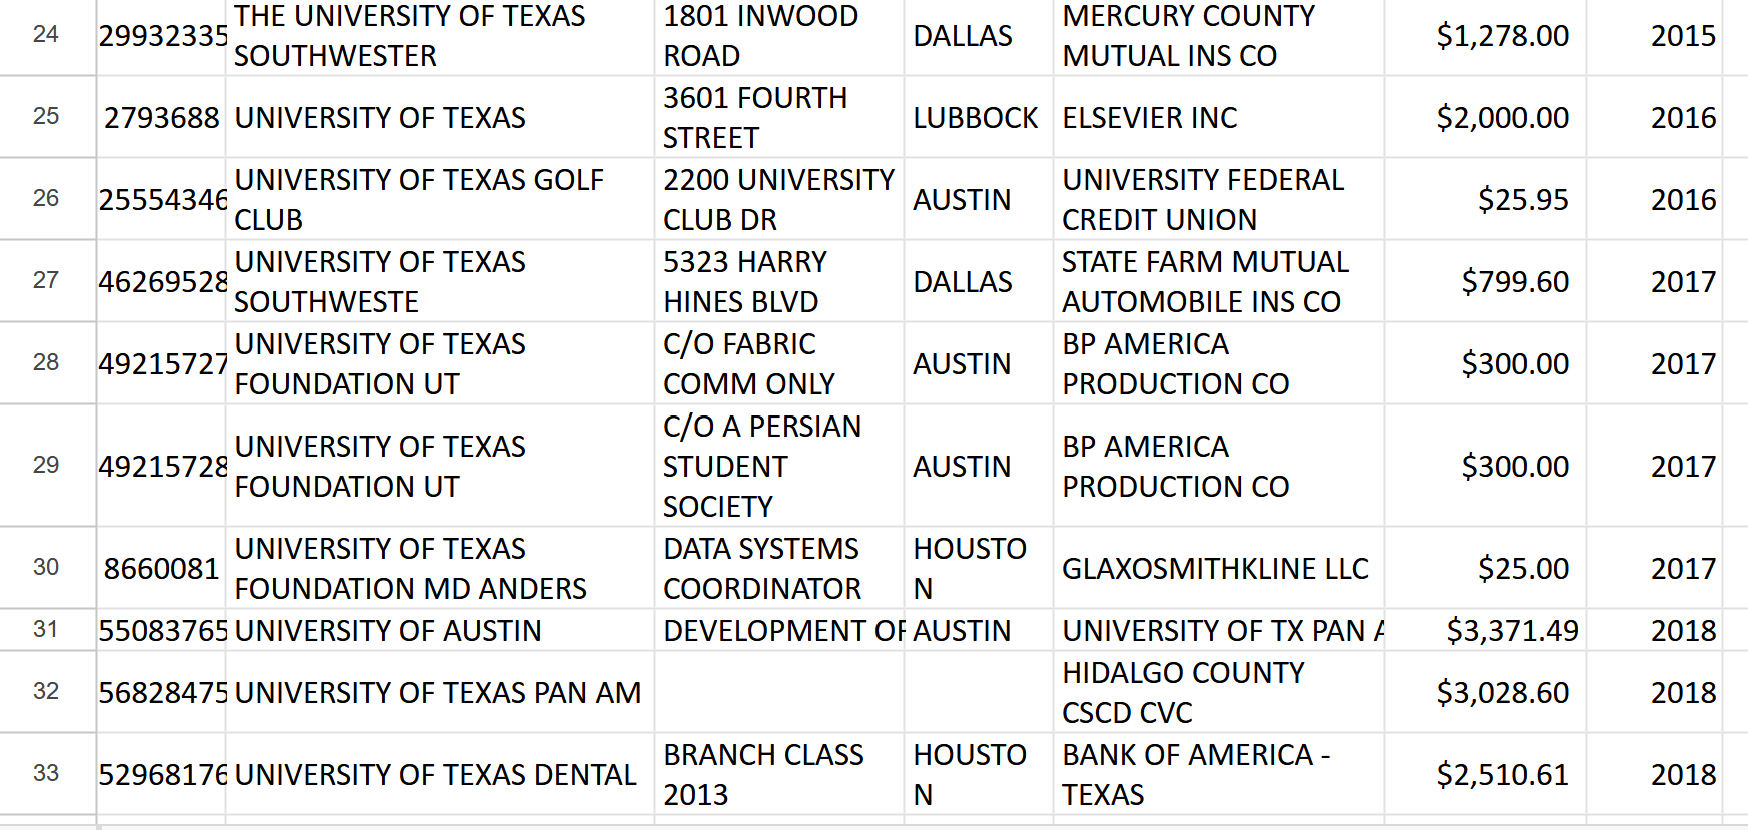 24 29932335 THE UNIVERSITY OF TEXAS SOUTHWESTER 1801 INWOOD ROAD DALLAS MERCURY COUNTY MUTUAL INS CO $1,278.00 2015
25 2793688 UNIVERSITY OF TEXAS 3601 FOURTH STREET LUBBOCK ELSEVIER INC $2,000.00 2016
26 25554346 UNIVERSITY OF TEXAS GOLF CLUB 2200 UNIVERSITY CLUB DR AUSTIN UNIVERSITY FEDERAL CREDIT UNION $25.95 2016
27 46269528 UNIVERSITY OF TEXAS SOUTHWESTE 5323 HARRY HINES BLVD DALLAS STATE FARM MUTUAL AUTOMOBILE INS CO $799.60 2017
28 49215727 UNIVERSITY OF TEXAS FOUNDATION UT C/O FABRIC COMM ONLY AUSTIN BP AMERICA PRODUCTION CO $300.00 2017
29 49215728 UNIVERSITY OF TEXAS FOUNDATION UT C/O A PERSIAN STUDENT SOCIETY AUSTIN BP AMERICA PRODUCTION CO $300.00 2017
30 8660081 UNIVERSITY OF TEXAS FOUNDATION MD ANDERS DATA SYSTEMS COORDINATOR HOUSTON GLAXOSMITHKLINE LLC $25.00 2017
31 55083765 UNIVERSITY OF AUSTIN DEVELOPMENT OF AUSTIN UNIVERSITY OF TX PAN A $3,371.49 2018
32 56828475 UNIVERSITY OF TEXAS PAN AM HIDALGO COUNTY CSCD CVC $3,028.60 2018
33 52968176 UNIVERSITY OF TEXAS DENTAL BRANCH CLASS 2013 HOUSTON BANK OF AMERICA - TEXAS $2,510.61 2018